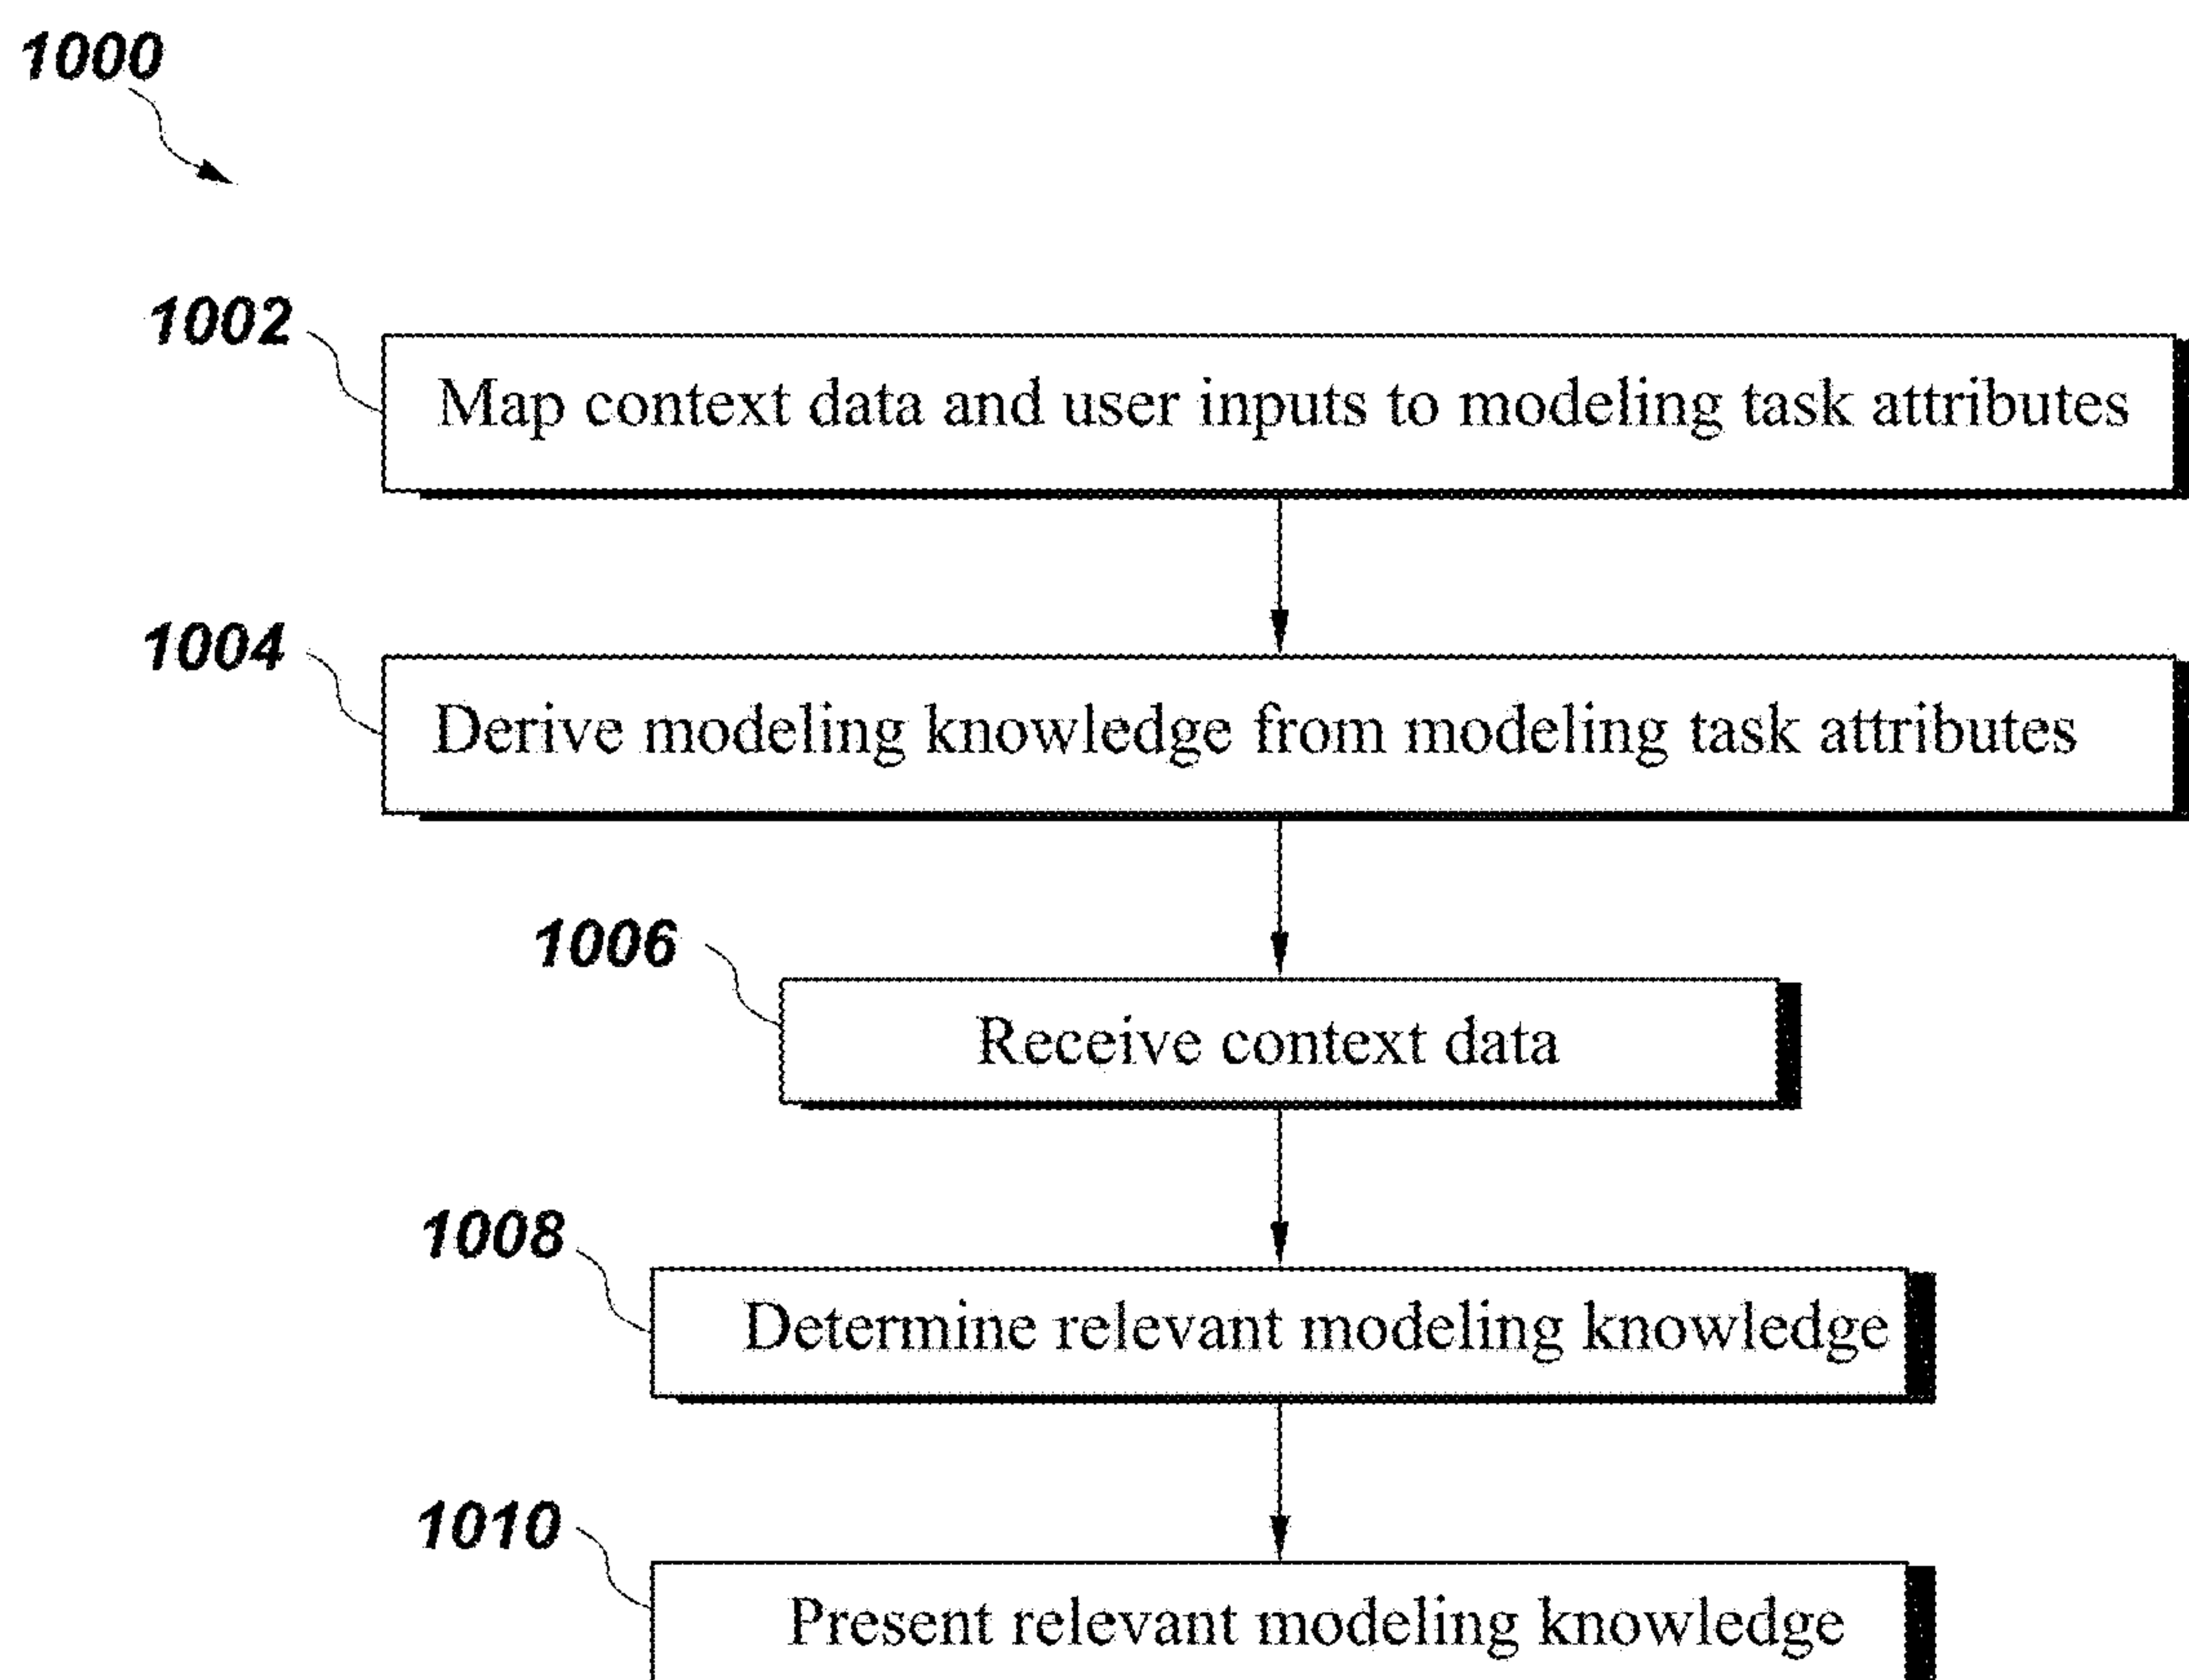 1000
1002
Map context data and user inputs to modeling task attributes
1004
Derive modeling knowledge from modeling task attributes
1006
Receive context data
1008
Determine relevant modeling knowledge
1010
Present relevant modeling knowledge